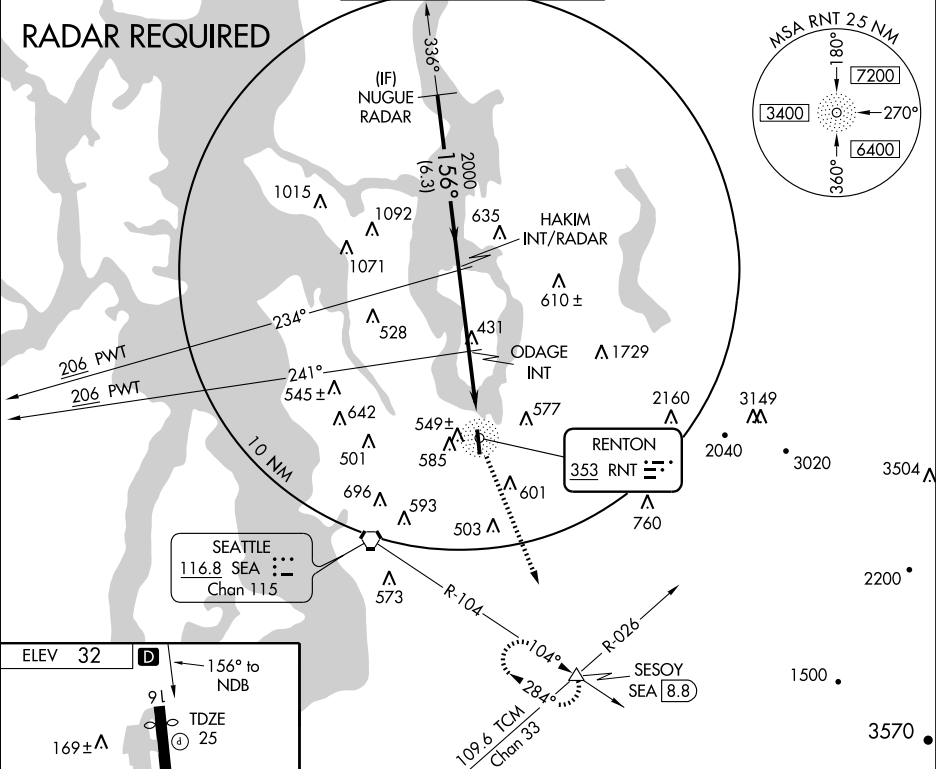 RADAR REQUIRED
MSA RNT 25 NM
180°
7200
3400
270°
6400
360°
336°
(IF)
NUGUE
RADAR
2000
156°
(6.3)
1015
1092
1071
635
HAKIM
INT/RADAR
610 ±
528
234°
431
ODAGE
INT
1729
206 PWT
241°
206 PWT
545 ±
642
549±
577
2160
3149
501
585
RENTON
353 RNT
2040
3020
3504
10 NM
696
593
601
503
760
SEATTLE
116.8 SEA
Chan 115
573
2200
R-104
R-026
104°
284°
SESOY
SEA 8.8
1500
109.6 TCM
Chan 33
3570
ELEV 32
D
156° to
NDB
16
TDZE
25
169±